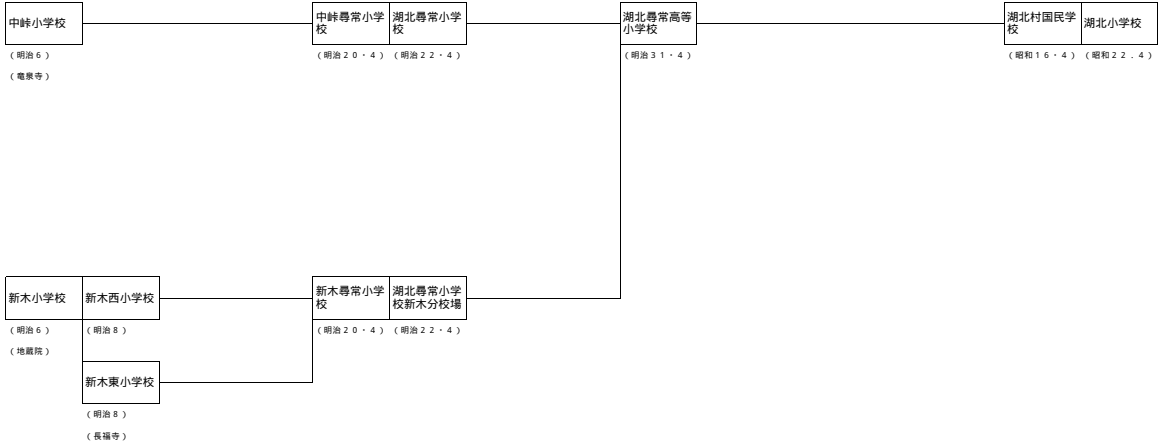 中峠小学校
中峠尋常小学
校
湖北尋常小学
校
湖北尋常高等
小学校
湖北村国民学
校
湖北小学校
（明治６）
（明治２０・４）
（明治２２・４）
（明治３１・４）
（昭和１６・４）
（昭和２２．４）
（竜泉寺）
新木小学校
新木西小学校
新木尋常小学
校
湖北尋常小学
校新木分校場
（明治６）
（明治８）
（明治２０・４）
（明治２２・４）
（地蔵院）
新木東小学校
（明治８）
（長福寺）